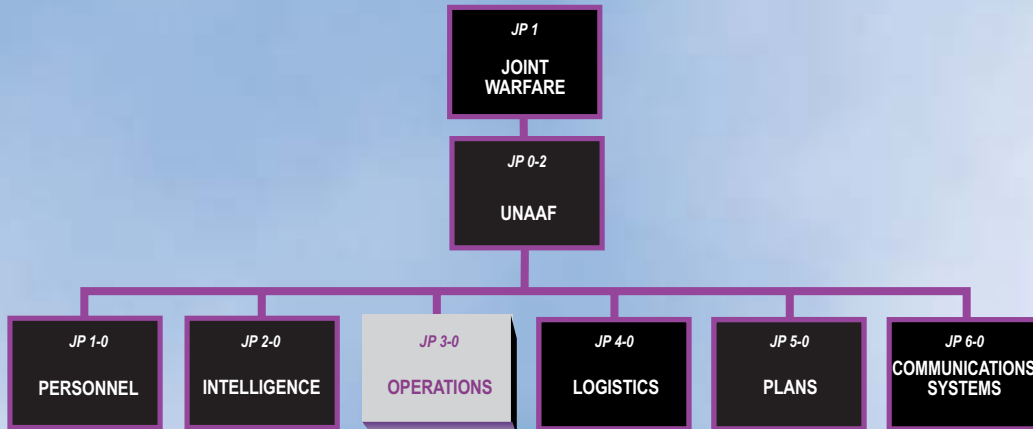 JP 1
JOINT
WARFARE
JP 0-2
UNAAF
JP 1-0
PERSONNEL
JP 2-0
INTELLIGENCE
JP 3-0
OPERATIONS
JP 4-0
LOGISTICS
JP 5-0
PLANS
JP 6-0
COMMUNICATIONS
SYSTEMS